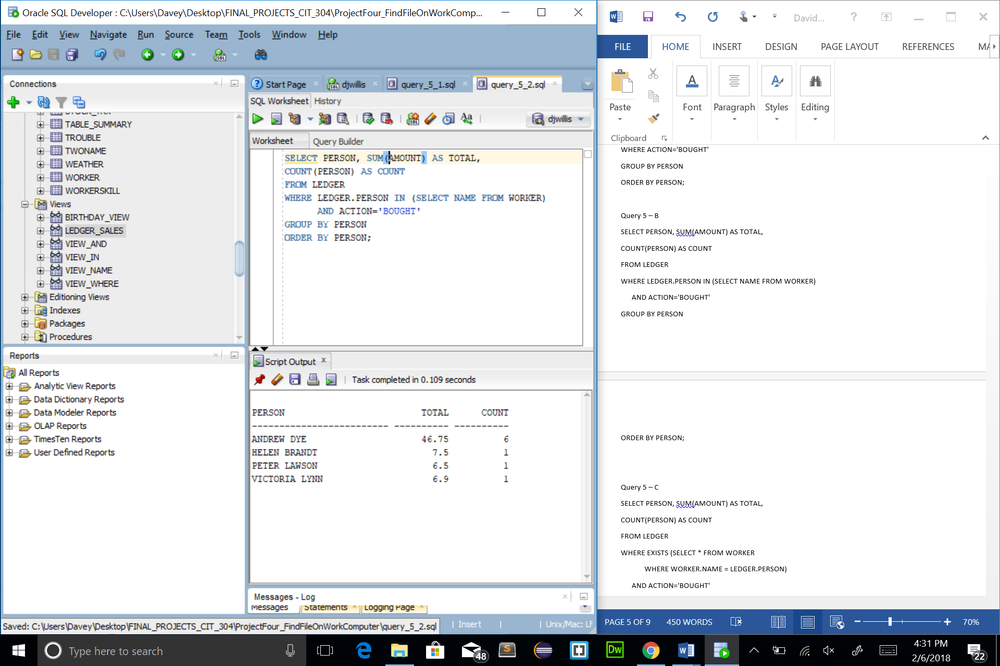 Oracle SQL Developer : C:\Users\Davey\Desktop\FINAL_PROJECTS_CIT_304\ProjectFour_FindFileOnWorkComp...
File Edit View Navigate Run Source Team Tools Window Help
Connections
STOCK_TRX
TABLE_SUMMARY
TROUBLE
TWONAME
WEATHER
WORKER
WORKERSKILL
Views
BIRTHDAY_VIEW
LEDGER_SALES
VIEW_AND
VIEW_IN
VIEW_NAME
VIEW_WHERE
Editioning Views
Indexes
Packages
Procedures
Reports
All Reports
Analytic View Reports
Data Dictionary Reports
Data Modeler Reports
OLAP Reports
TimesTen Reports
User Defined Reports
Start Page djwillis query_5_1.sql query_5_2.sql
SQL Worksheet History
djwillis
Worksheet Query Builder
SELECT PERSON, SUM(AMOUNT) AS TOTAL,
COUNT(PERSON) AS COUNT
FROM LEDGER
WHERE LEDGER.PERSON IN (SELECT NAME FROM WORKER)
AND ACTION='BOUGHT'
GROUP BY PERSON
ORDER BY PERSON;
Script Output
Task completed in 0.109 seconds
PERSON TOTAL COUNT
------------------------- ---------- ----------
ANDREW DYE 46.75 6
HELEN BRANDT 7.5 1
PETER LAWSON 6.5 1
VICTORIA LYNN 6.9 1
Messages - Log
Messages Statements Logging Page
Saved: C:\Users\Davey\Desktop\FINAL_PROJECTS_CIT_304\ProjectFour_FindFileOnWorkComputer\query_5_2.sql
Insert Unix/Mac: LF
David... ?
FILE HOME INSERT DESIGN PAGE LAYOUT REFERENCES MA
Paste Font Paragraph Styles Editing
Clipboard
WHERE ACTION='BOUGHT'
GROUP BY PERSON
ORDER BY PERSON;
Query 5 – B
SELECT PERSON, SUM(AMOUNT) AS TOTAL,
COUNT(PERSON) AS COUNT
FROM LEDGER
WHERE LEDGER.PERSON IN (SELECT NAME FROM WORKER)
AND ACTION='BOUGHT'
GROUP BY PERSON
ORDER BY PERSON;
Query 5 – C
SELECT PERSON, SUM(AMOUNT) AS TOTAL,
COUNT(PERSON) AS COUNT
FROM LEDGER
WHERE EXISTS (SELECT * FROM WORKER
WHERE WORKER.NAME = LEDGER.PERSON)
AND ACTION='BOUGHT'
PAGE 5 OF 9 450 WORDS 70%
Type here to search
48
Dw
4:31 PM
2/6/2018
22